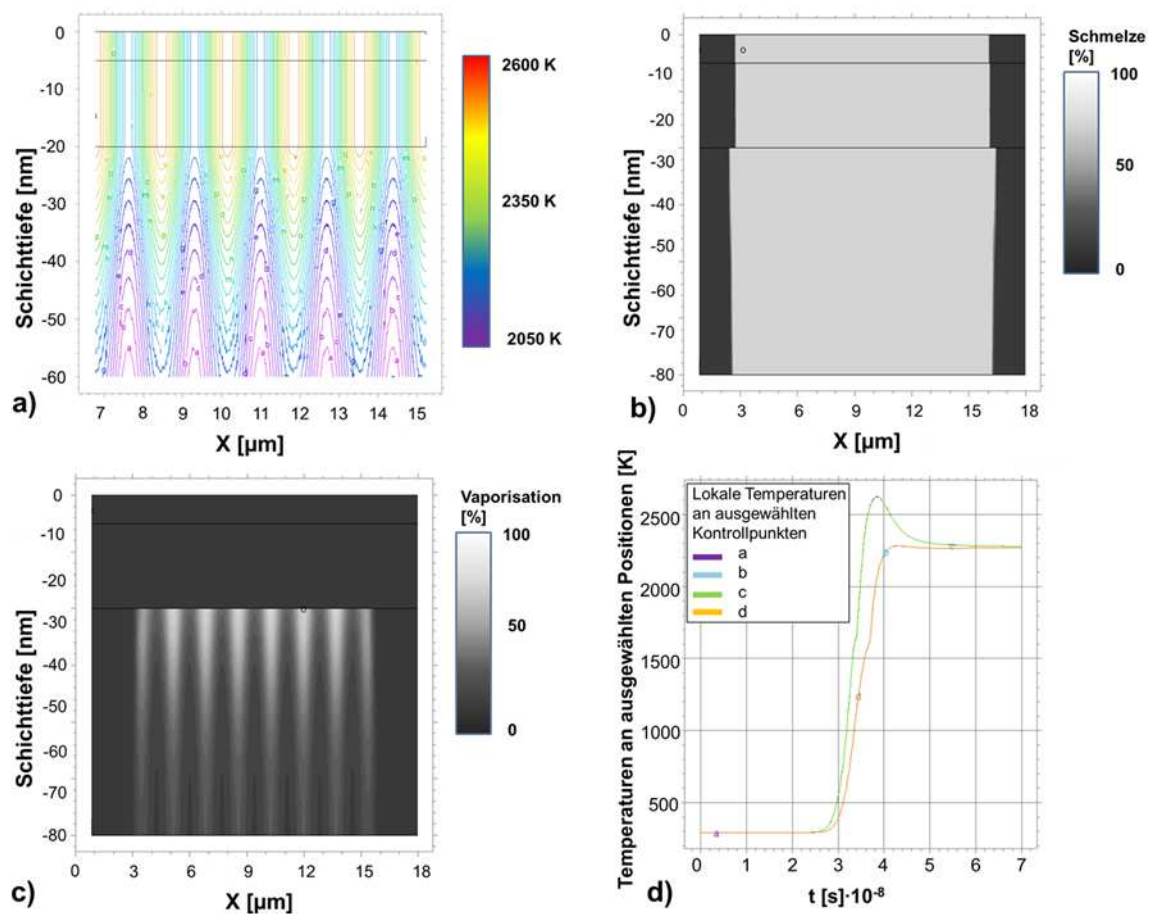 0
-10
-20
-30
-40
-50
-60
Schichttiefe [nm]
7 8 9 10 11 12 13 14 15
X [µm]
2600 K
2350 K
2050 K
a)
0
-10
-20
-30
-40
-50
-60
-70
-80
Schichttiefe [nm]
0 3 6 9 12 15 18
X [µm]
Schmelze
[%]
100
50
0
b)
0
-10
-20
-30
-40
-50
-60
-70
-80
Schichttiefe [nm]
0 3 6 9 12 15 18
X [µm]
Vaporisation
[%]
100
50
0
c)
Temperaturen an ausgewählten Positionen [K]
2500
2000
1500
1000
500
Lokale Temperaturen
an ausgewählten
Kontrollpunkten
a
b
c
d
0 1 2 3 4 5 6 7
t [s]·10-8
d)